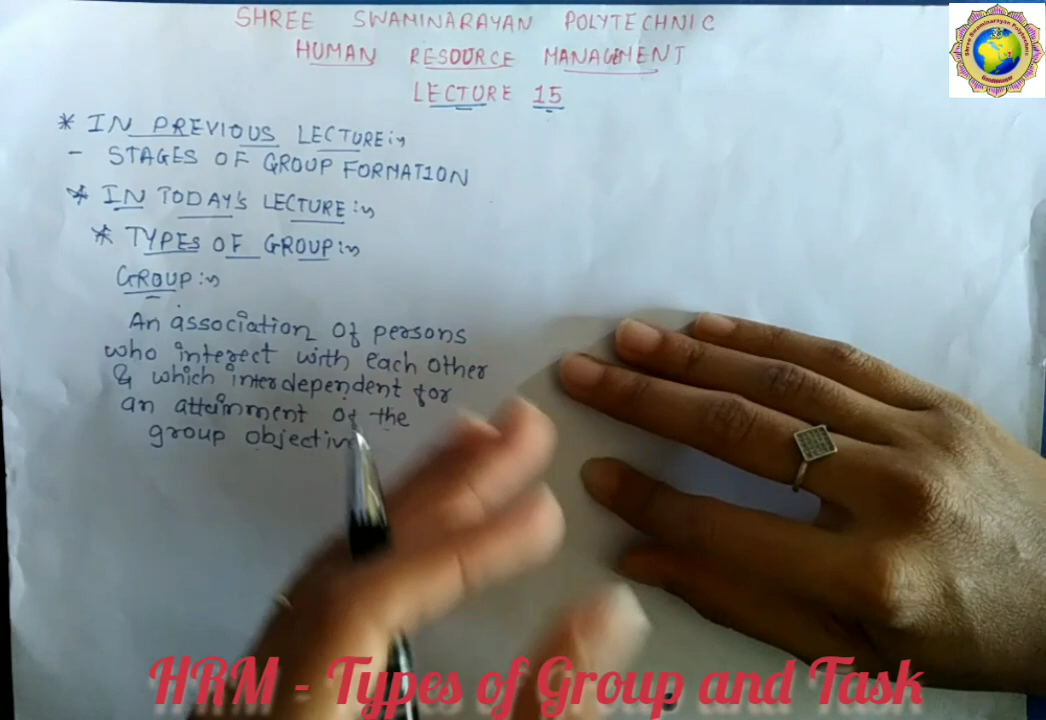 SHREE SWAMINARAYAN POLYTECHNIC
HUMAN RESOURCE MANAGEMENT
LECTURE 15
* IN PREVIOUS LECTURE:~
- STAGES OF GROUP FORMATION
* IN TODAY'S LECTURE:~
* TYPES OF GROUP:~
GROUP:~
An association of persons
who interect with each other
& which interdependent for
an attainment of the
group objectiv
HRM - Types of Group and Task